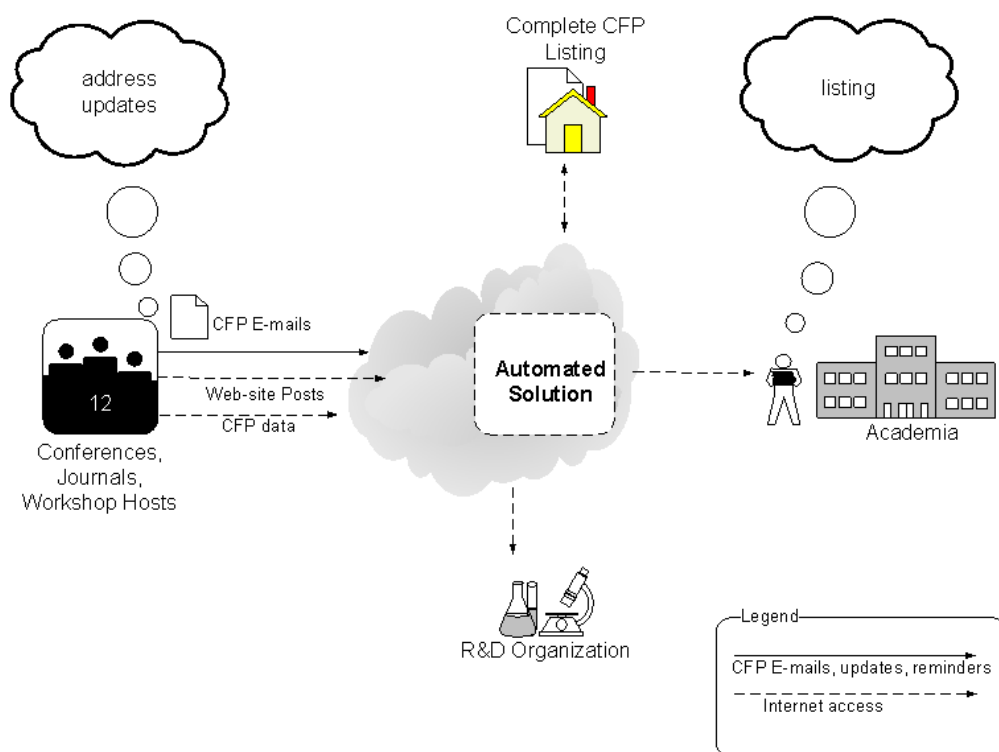 address
updates
Complete CFP
Listing
listing
CFP E-mails
Web-site Posts
CFP data
12
Conferences,
Journals,
Workshop Hosts
Automated
Solution
Academia
R&D Organization
Legend
CFP E-mails, updates, reminders
Internet access